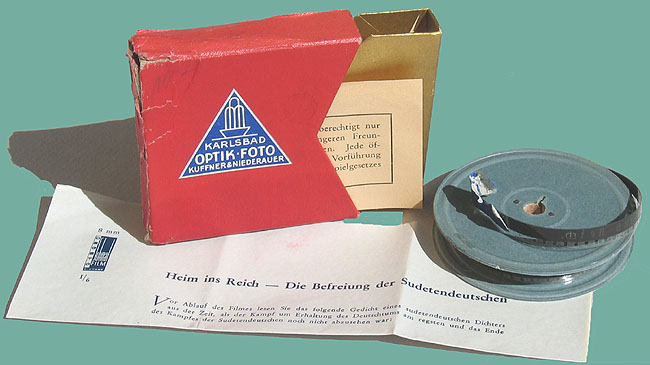 KARLSBAD
OPTIK-FOTO
KUFFNER & NIEDERAUER
berechtigt nur
ngeren Freun-
en. Jede öf-
Vorführung
spielgesetzes
8 mm
FILM
1/6
Heim ins Reich — Die Befreiung der Sudetendeutschen
Vor Ablauf des Filmes lesen Sie das folgende Gedicht eines sudetendeutschen Dichters
aus der Zeit, als der Kampf um Erhaltung des Deutschtums am regsten und das Ende
des Kampfes der Sudetendeutschen noch nicht abzusehen war: